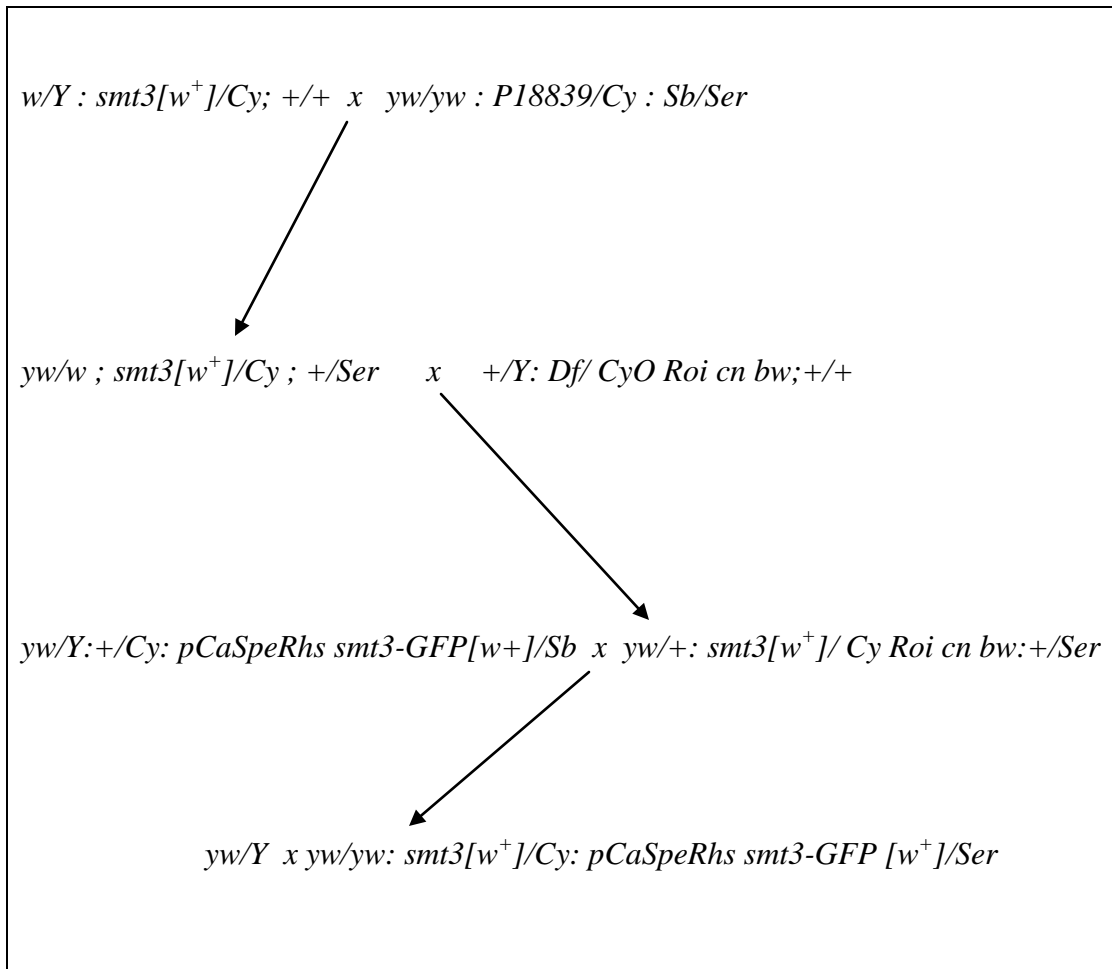 w/Y : smt3[w⁺]/Cy; +/+ x yw/yw : P18839/Cy : Sb/Ser
yw/w ; smt3[w⁺]/Cy ; +/Ser x +/Y: Df/ CyO Roi cn bw;+/+
yw/Y:+/Cy: pCaSpeRhs smt3-GFP[w+]/Sb x yw/+: smt3[w⁺]/ Cy Roi cn bw:+/Ser
yw/Y x yw/yw: smt3[w⁺]/Cy: pCaSpeRhs smt3-GFP [w⁺]/Ser